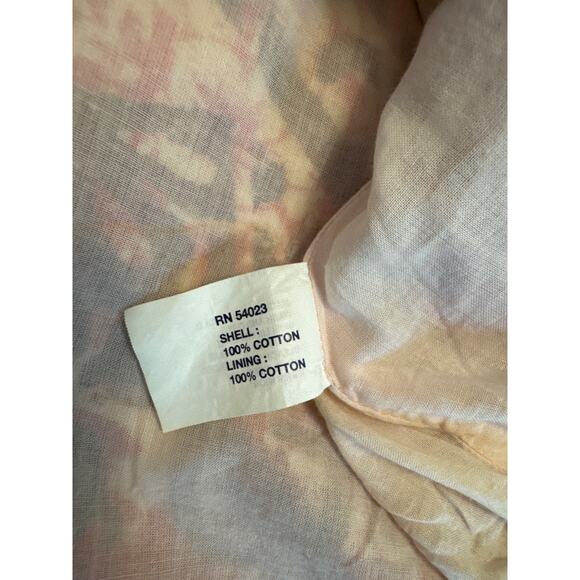 RN 54023
SHELL :
100% COTTON
LINING :
100% COTTON